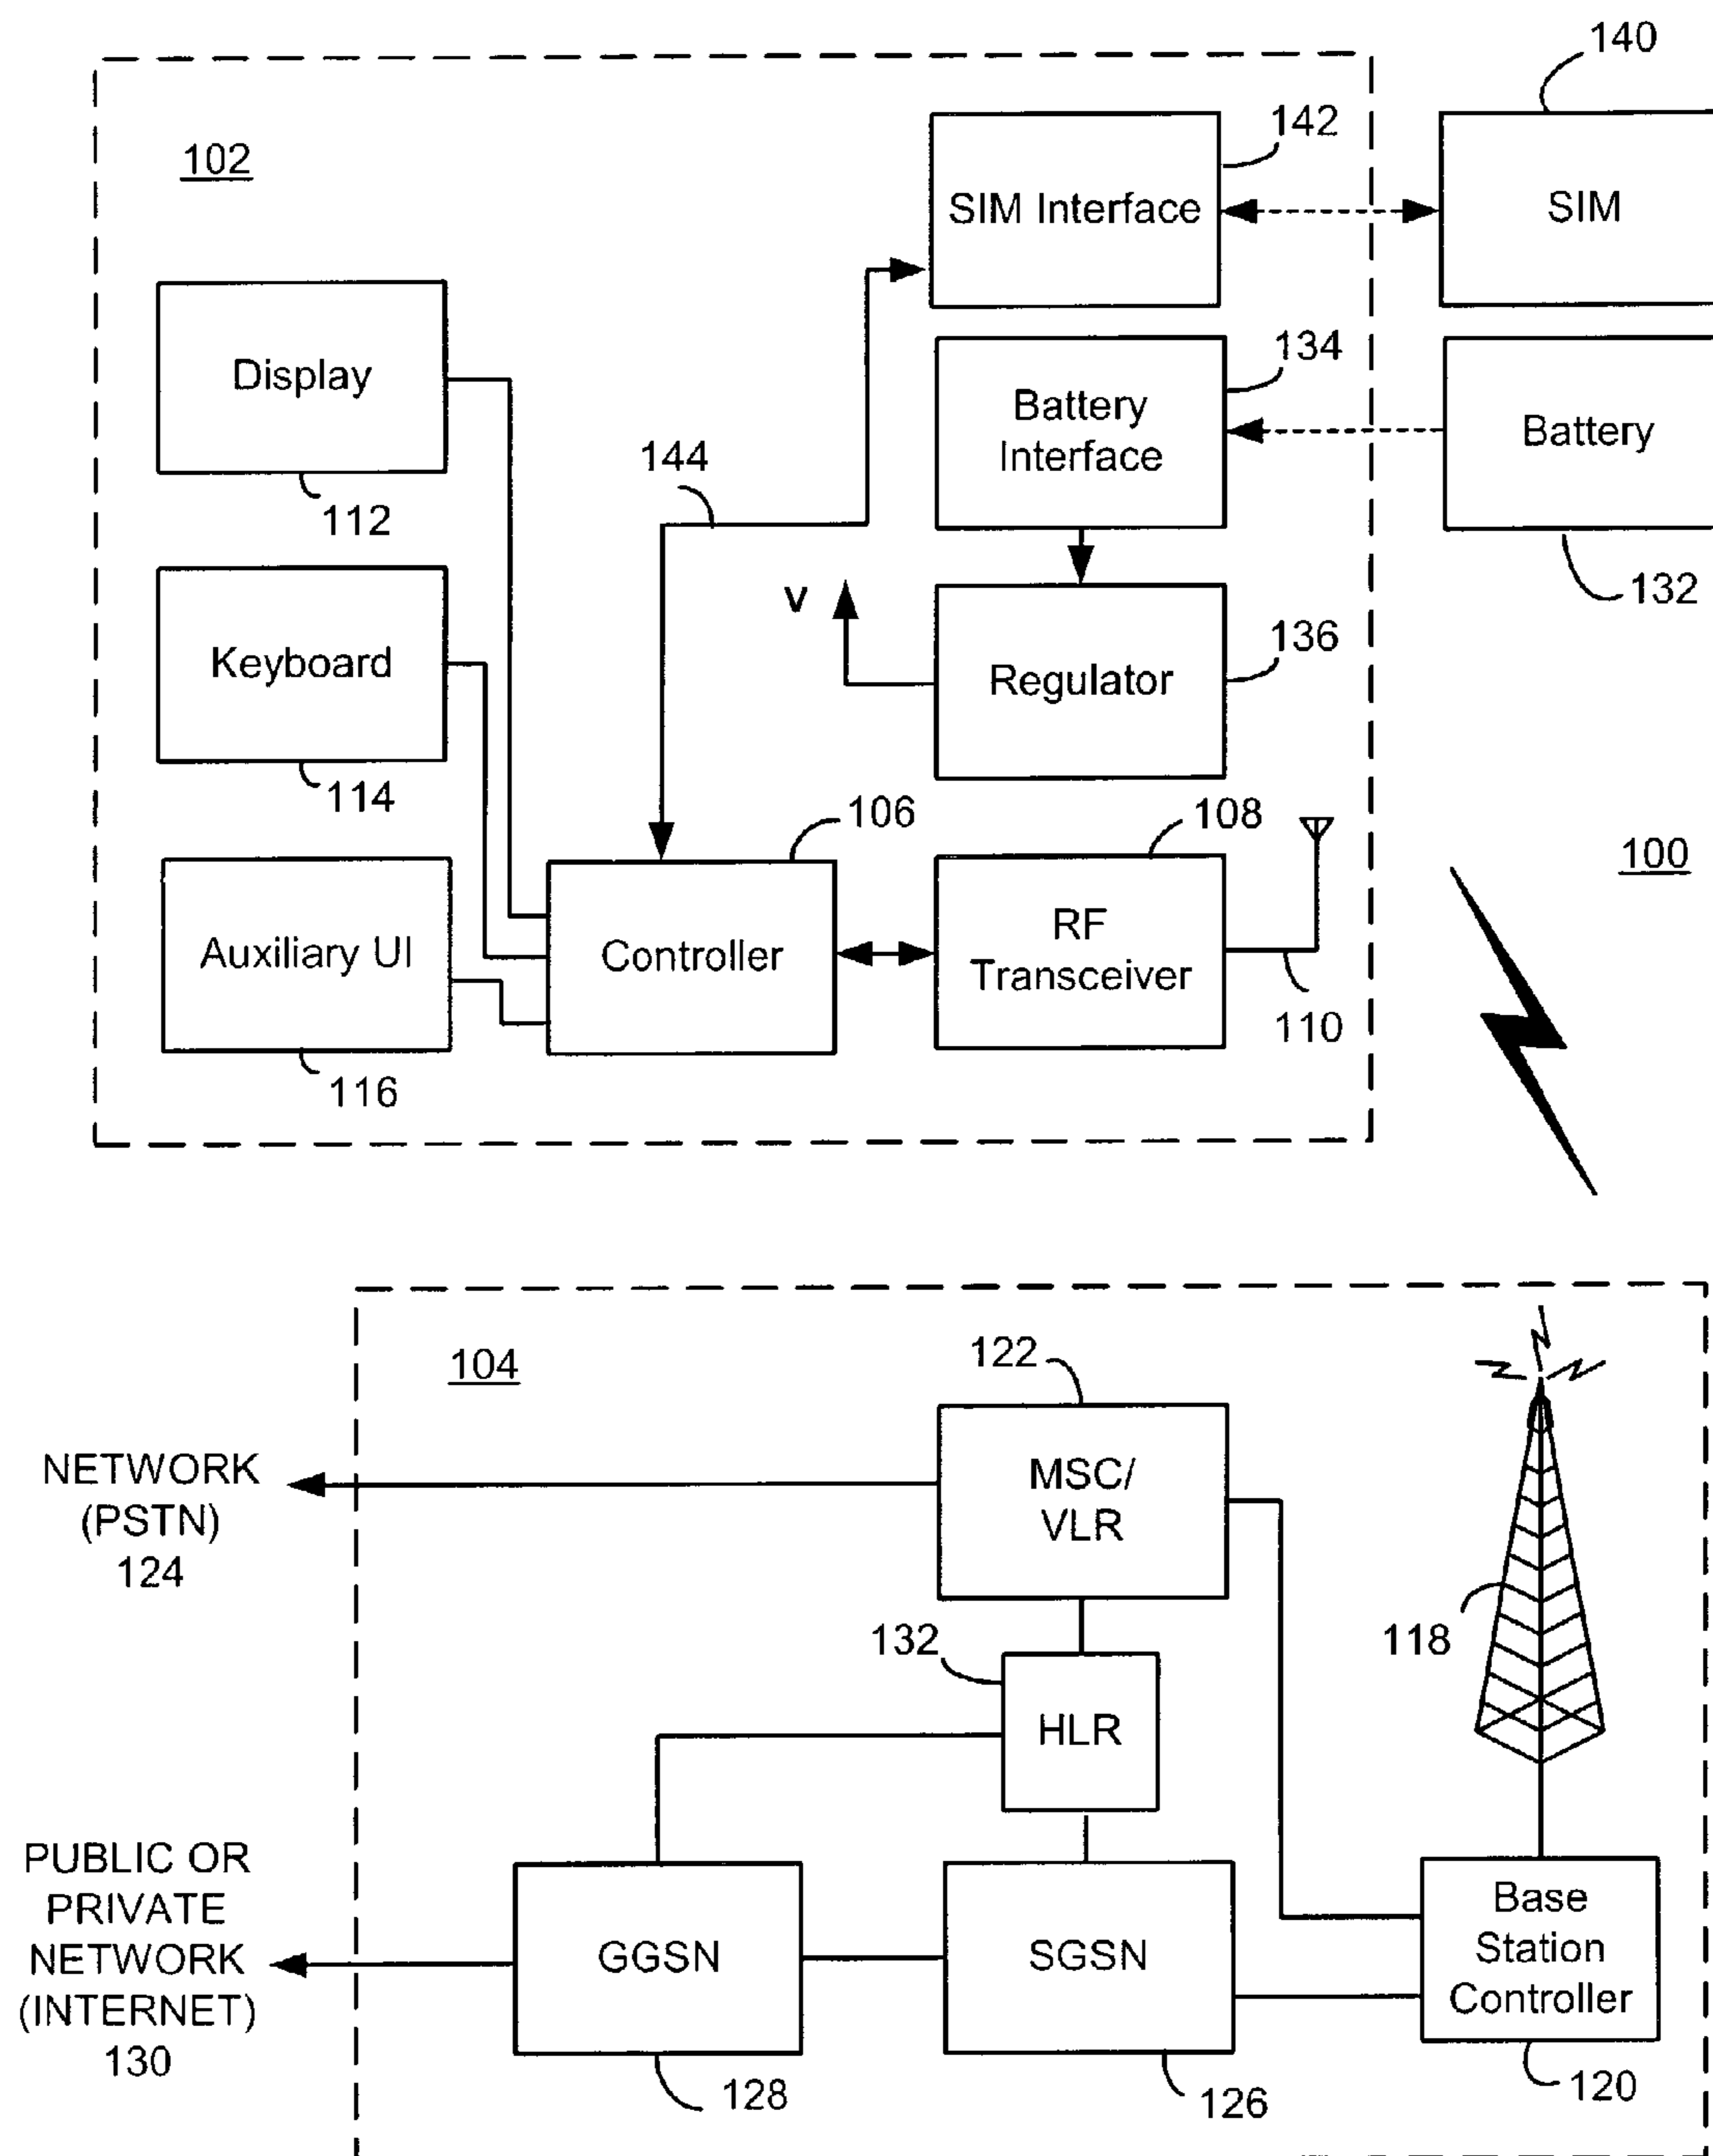 140
142
102
SIM Interface
SIM
134
Display
Battery
Interface
Battery
144
112
132
V
136
Keyboard
Regulator
114
106
108
100
RF
Transceiver
Auxiliary UI
Controller
110
116
104
122
NETWORK
(PSTN)
124
MSC/
VLR
118
132
HLR
PUBLIC OR
PRIVATE
NETWORK
(INTERNET)
130
GGSN
SGSN
Base
Station
Controller
128
126
120